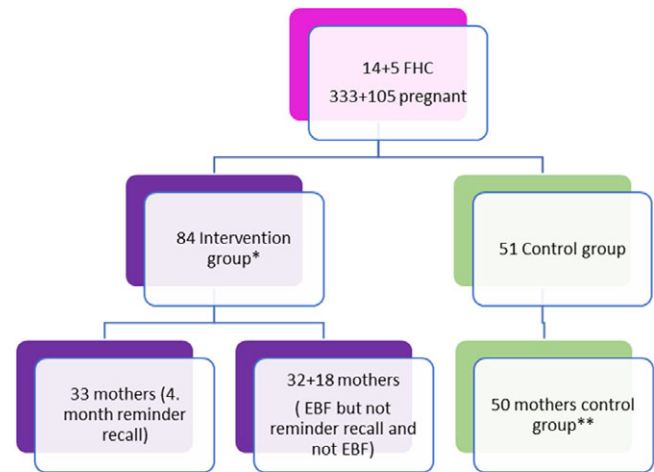 14+5 FHC
333+105 pregnant
84 Intervention
group*
51 Control group
33 mothers (4.
month reminder
recall)
32+18 mothers
( EBF but not
reminder recall and
not EBF)
50 mothers control
group**